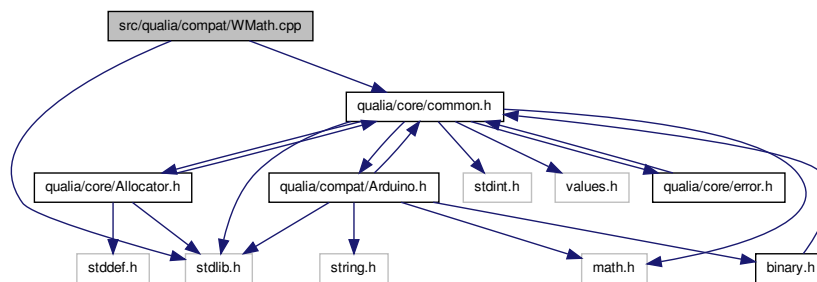 src/qualia/compat/WMath.cpp
qualia/core/common.h
qualia/core/Allocator.h
qualia/compat/Arduino.h
stdint.h
values.h
qualia/core/error.h
stddef.h
stdlib.h
string.h
math.h
binary.h